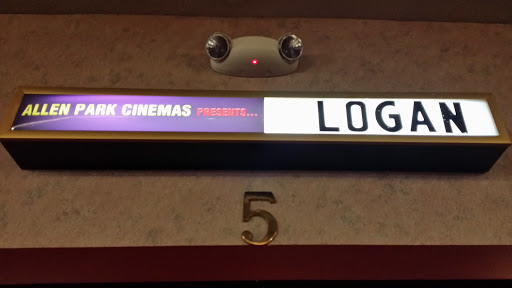 ALLEN PARK CINEMAS PRESENTS... LOGAN
5